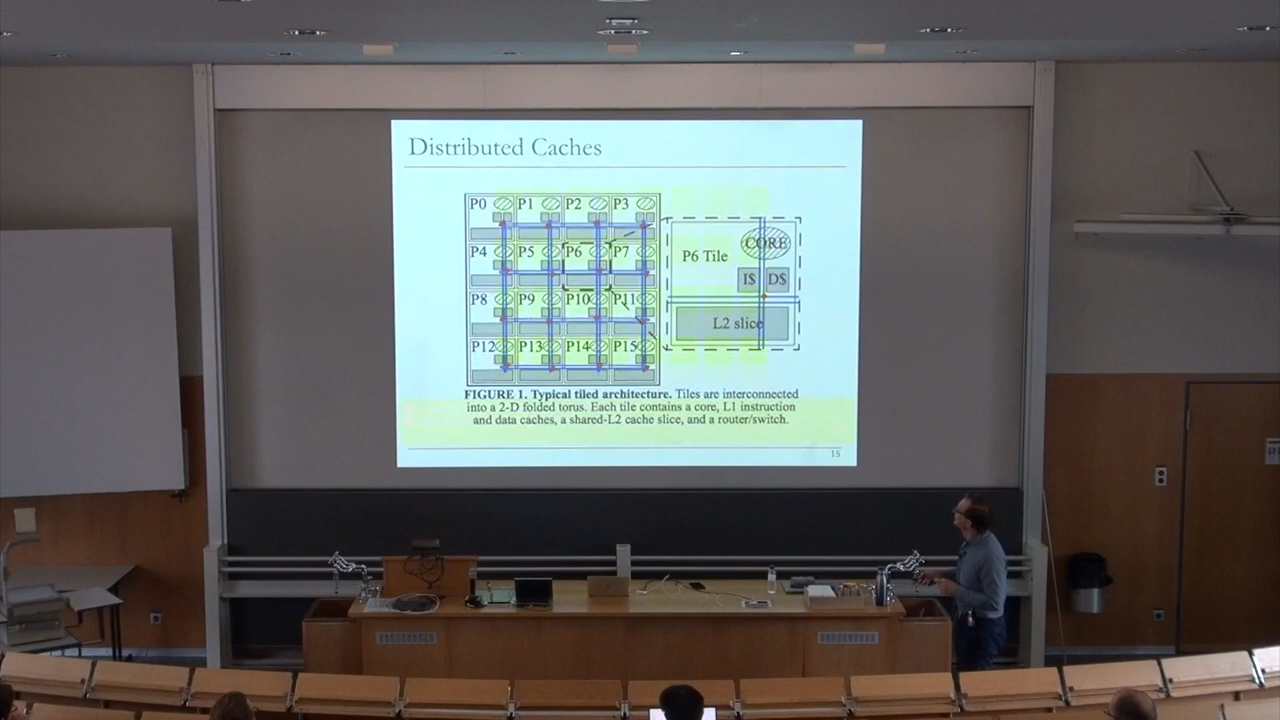 Distributed Caches
P0 P1 P2 P3
P4 P5 P6 P7
P8 P9 P10 P11
P12 P13 P14 P15
CORE
P6 Tile
I$ D$
L2 slice
FIGURE 1. Typical tiled architecture. Tiles are interconnected
into a 2-D folded torus. Each tile contains a core, L1 instruction
and data caches, a shared-L2 cache slice, and a router/switch.
15